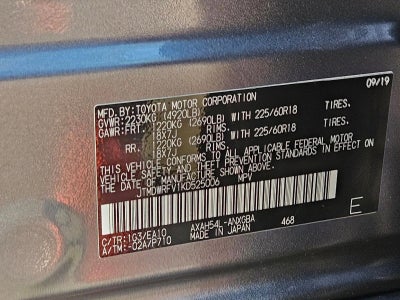 MFD.BY:TOYOTA MOTOR CORPORATION 09/19
GVWR:2230KG (4920LB)
GAWR:FRT. 1220KG (2690LB) WITH 225/60R18 TIRES.
18X7J RIMS.
RR. 1220KG (2690LB) WITH 225/60R18 TIRES.
18X7J RIMS.
THIS VEHICLE CONFORMS TO ALL APPLICABLE FEDERAL MOTOR
VEHICLE SAFETY, BUMPER, AND THEFT PREVENTION STANDARDS
IN EFFECT ON THE DATE OF MANUFACTURE SHOWN ABOVE.
JTMDWRFV1KD525006 MPV
C/TR:1G3/EA10 AXAH54L-ANXGBA
A/TM:-02A/P710 MADE IN JAPAN 468 E